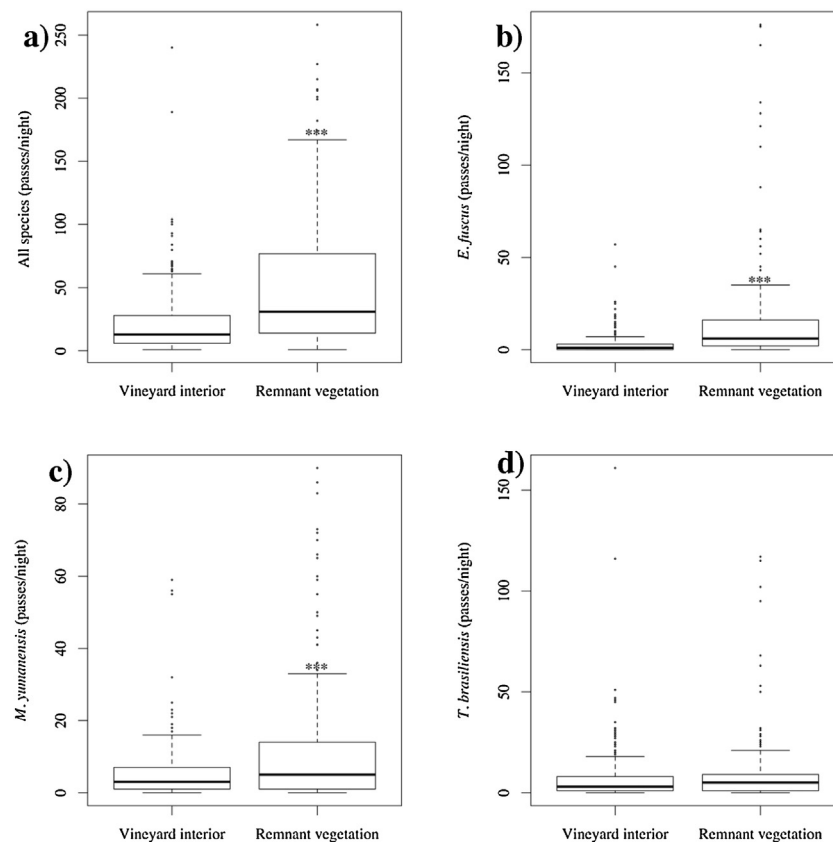 a)
All species (passes/night)
0
50
100
150
200
250
***
Vineyard interior
Remnant vegetation
b)
E. fuscus (passes/night)
0
50
100
150
***
Vineyard interior
Remnant vegetation
c)
M. yumanensis (passes/night)
0
20
40
60
80
***
Vineyard interior
Remnant vegetation
d)
T. brasiliensis (passes/night)
0
50
100
150
Vineyard interior
Remnant vegetation